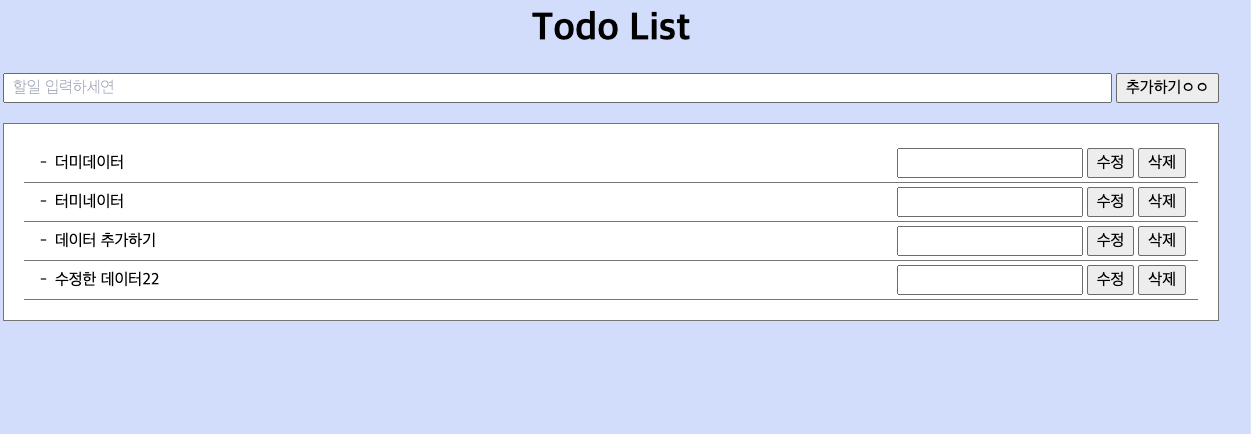 Todo List
할일 입력하세연 추가하기ㅇㅇ
- 더미데이터 수정 삭제
- 터미네이터 수정 삭제
- 데이터 추가하기 수정 삭제
- 수정한 데이터22 수정 삭제